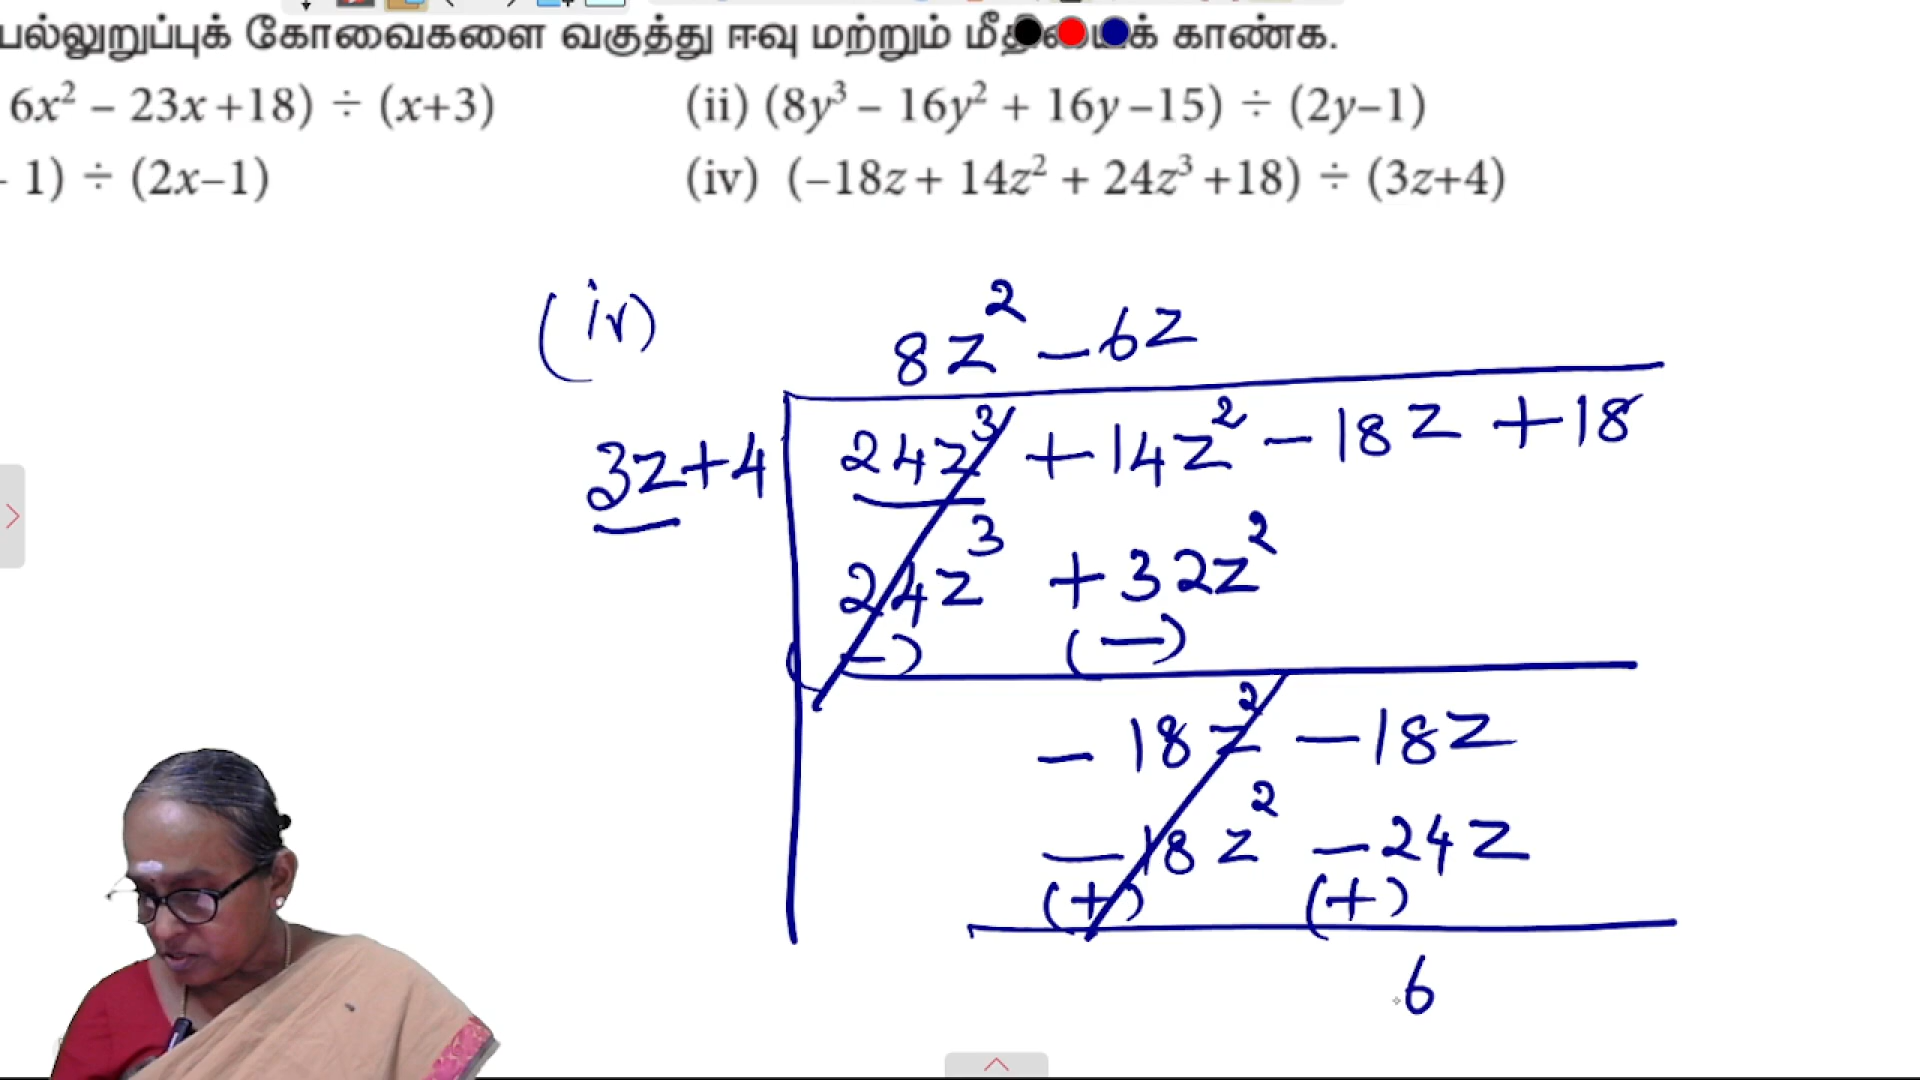 பல்லுறுப்புக் கோவைகளை வகுத்து ஈவு மற்றும் காண்க.
6x² – 23x +18) ÷ (x+3) (ii) (8y³ – 16y² + 16y –15) ÷ (2y–1)
- 1) ÷ (2x–1) (iv) (–18z + 14z² + 24z³ +18) ÷ (3z+4)
(iv)
8z² – 6z
3z+4 24z³ + 14z² – 18z + 18
24z³ + 32z²
(–) (–)
– 18z² – 18z
– 18z² – 24z
(+) (+)
6